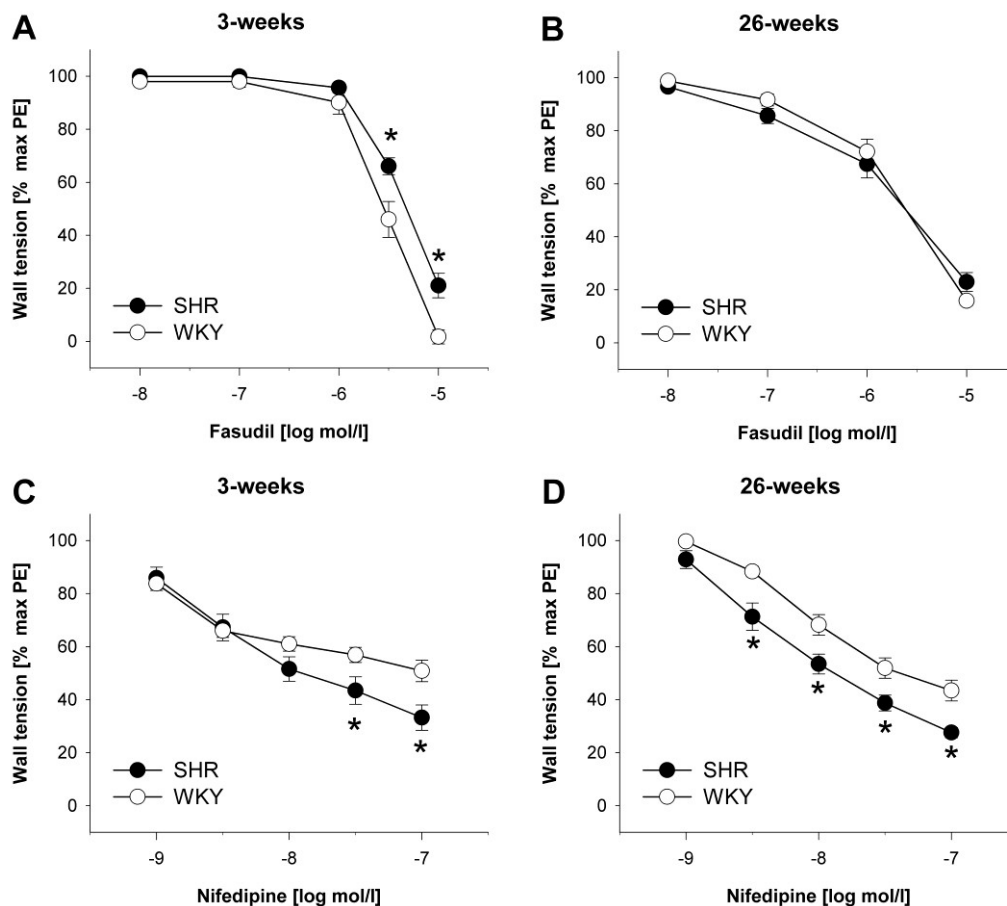 A
3-weeks
Wall tension [% max PE]
100
80
60
40
20
0
*
*
SHR
WKY
-8
-7
-6
-5
Fasudil [log mol/l]
B
26-weeks
Wall tension [% max PE]
100
80
60
40
20
0
SHR
WKY
-8
-7
-6
-5
Fasudil [log mol/l]
C
3-weeks
Wall tension [% max PE]
100
80
60
40
20
0
*
*
SHR
WKY
-9
-8
-7
Nifedipine [log mol/l]
D
26-weeks
Wall tension [% max PE]
100
80
60
40
20
0
*
*
*
*
SHR
WKY
-9
-8
-7
Nifedipine [log mol/l]